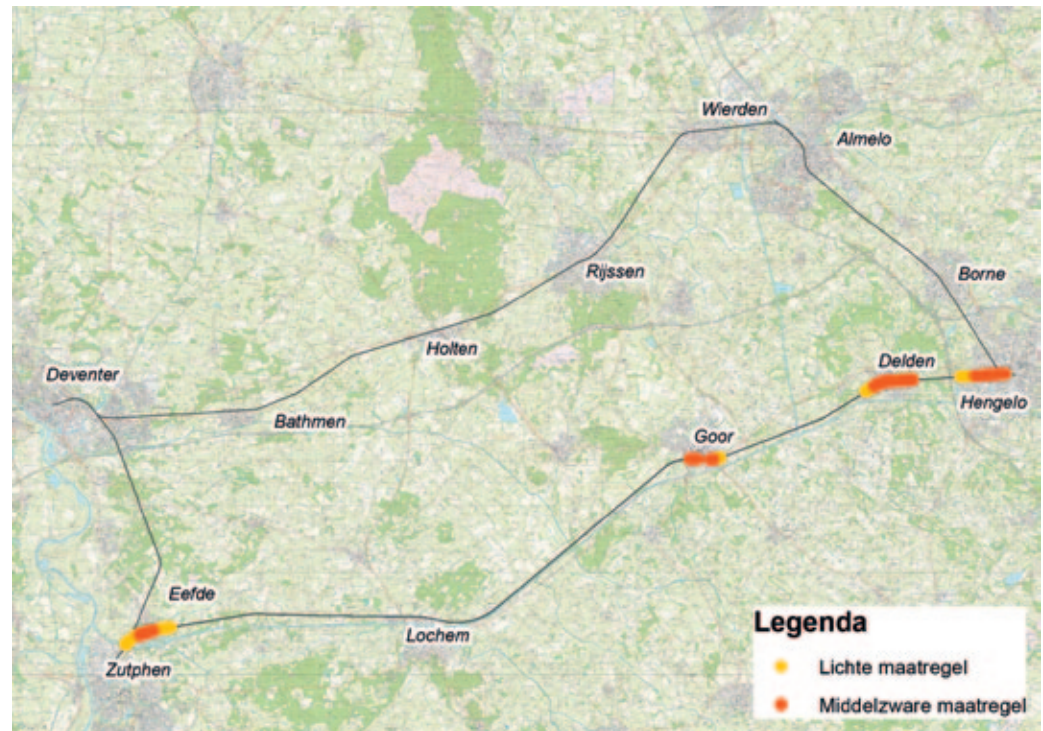 Wierden
Almelo
Rijssen
Borne
Holten
Delden
Deventer
Hengelo
Bathmen
Goor
Eefde
Lochem
Zutphen
Legenda
Lichte maatregel
Middelzware maatregel